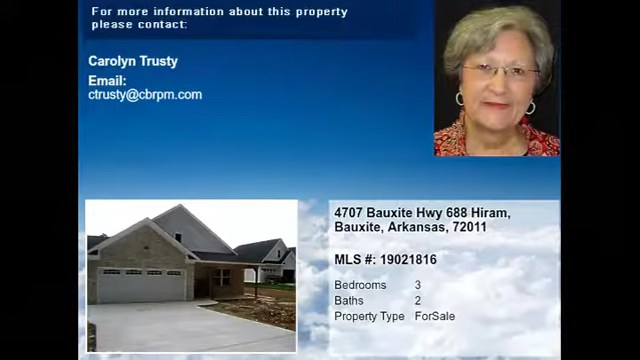 For more information about this property
please contact:
Carolyn Trusty
Email:
ctrusty@cbrpm.com
4707 Bauxite Hwy 688 Hiram,
Bauxite, Arkansas, 72011
MLS #: 19021816
Bedrooms 3
Baths 2
Property Type ForSale